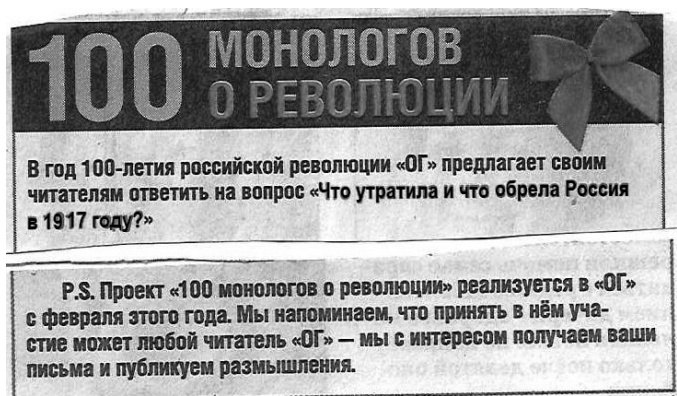 100 МОНОЛОГОВ
О РЕВОЛЮЦИИ
В год 100-летия российской революции «ОГ» предлагает своим
читателям ответить на вопрос «Что утратила и что обрела Россия
в 1917 году?»
P.S. Проект «100 монологов о революции» реализуется в «ОГ»
с февраля этого года. Мы напоминаем, что принять в нём уча-
стие может любой читатель «ОГ» — мы с интересом получаем ваши
письма и публикуем размышления.